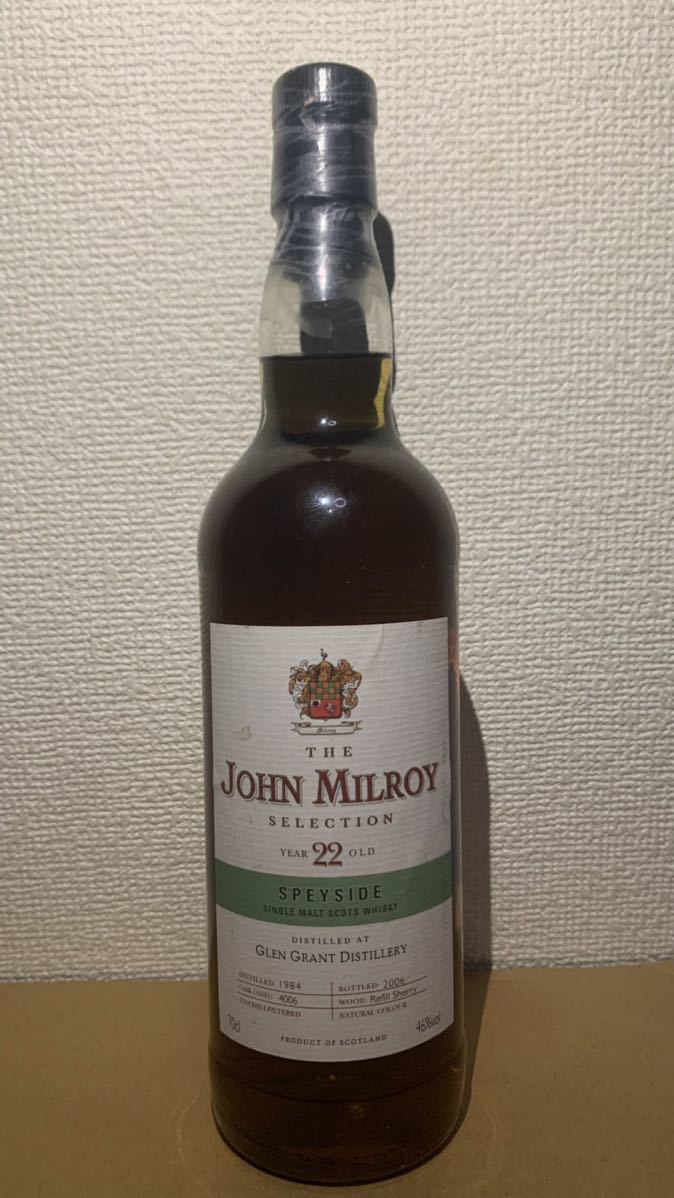 Milroy
THE
JOHN MILROY
SELECTION
YEAR 22 OLD
SPEYSIDE
SINGLE MALT SCOTS WHISKY
DISTILLED AT
GLEN GRANT DISTILLERY
DISTILLED: 1984
BOTTLED: 2006
CASK (NOS): 4006
WOOD: Refill Sherry
UNCHILLFILTERED
NATURAL COLOUR
70cl
46%vol
PRODUCT OF SCOTLAND